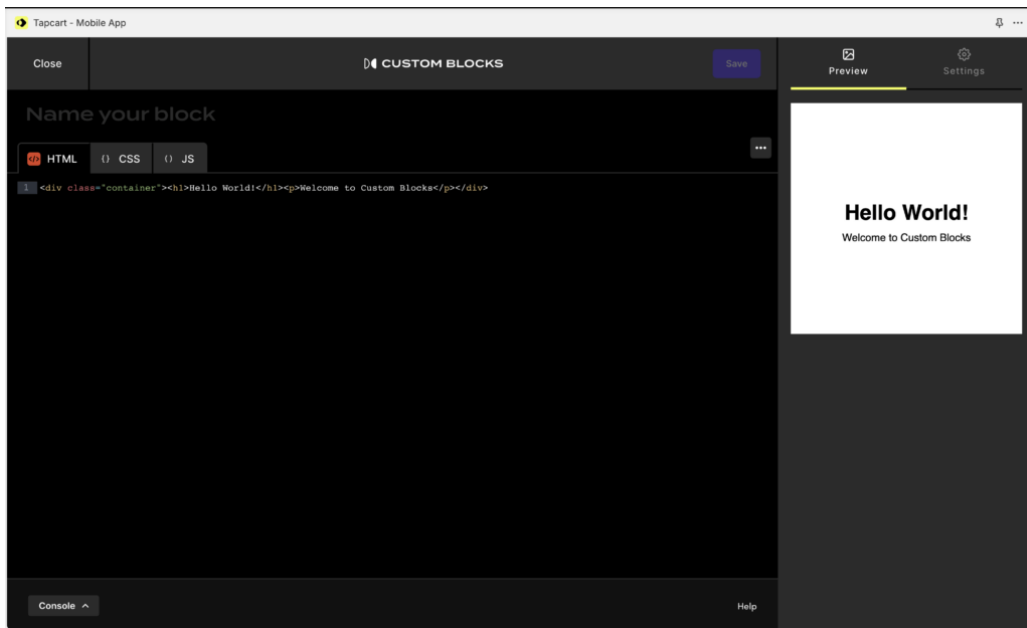 Tapcart - Mobile App
Close
CUSTOM BLOCKS
Save
Preview
Settings
Name your block
HTML
CSS
JS
1 <div class="container"><h1>Hello World!</h1><p>Welcome to Custom Blocks</p></div>
Hello World!
Welcome to Custom Blocks
Console
Help